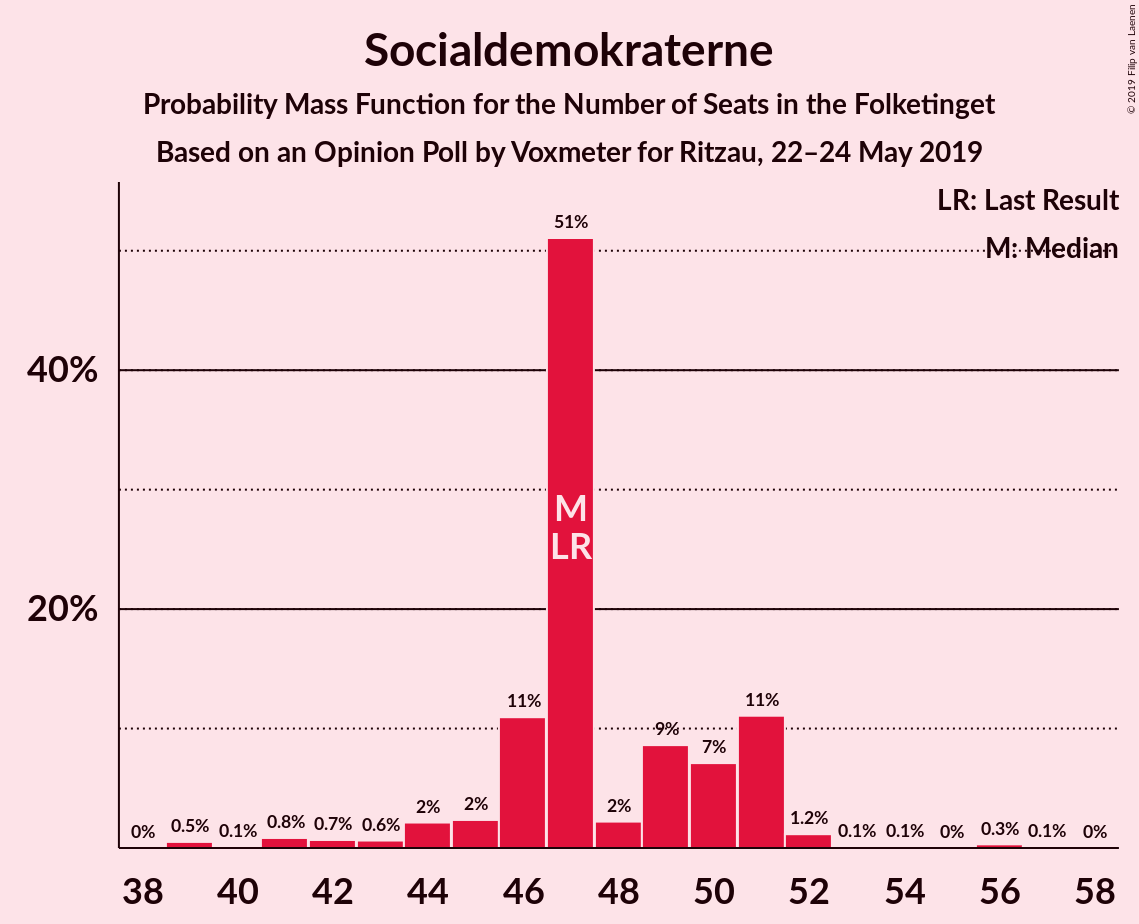 Socialdemokraterne
Probability Mass Function for the Number of Seats in the Folketinget
Based on an Opinion Poll by Voxmeter for Ritzau, 22–24 May 2019
© 2019 Filip van Laenen
LR: Last Result
M: Median
40%
20%
0%
0.5%
0.1%
0.8%
0.7%
0.6%
2%
2%
11%
51%
2%
9%
7%
11%
1.2%
0.1%
0.1%
0%
0.3%
0.1%
0%
M
LR
38 40 42 44 46 48 50 52 54 56 58